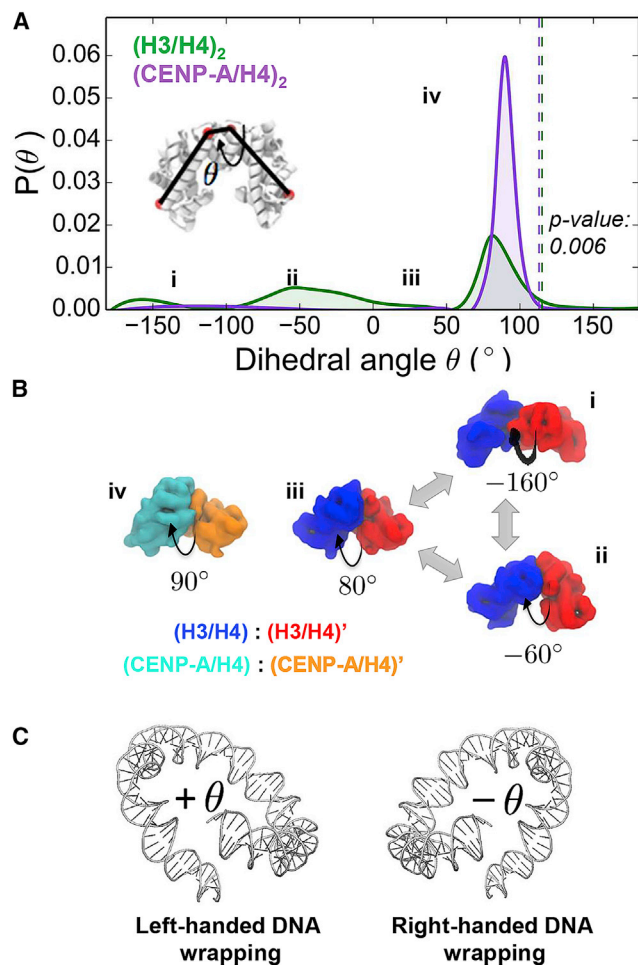 A
(H3/H4)₂
(CENP-A/H4)₂
P(θ)
0.06
0.05
0.04
0.03
0.02
0.01
0.00
θ
i
ii
iii
iv
p-value:
0.006
−150 −100 −50 0 50 100 150
Dihedral angle θ (°)
B
i
−160°
iv
90°
iii
80°
ii
−60°
(H3/H4) : (H3/H4)’
(CENP-A/H4) : (CENP-A/H4)’
C
+θ
−θ
Left-handed DNA
wrapping
Right-handed DNA
wrapping